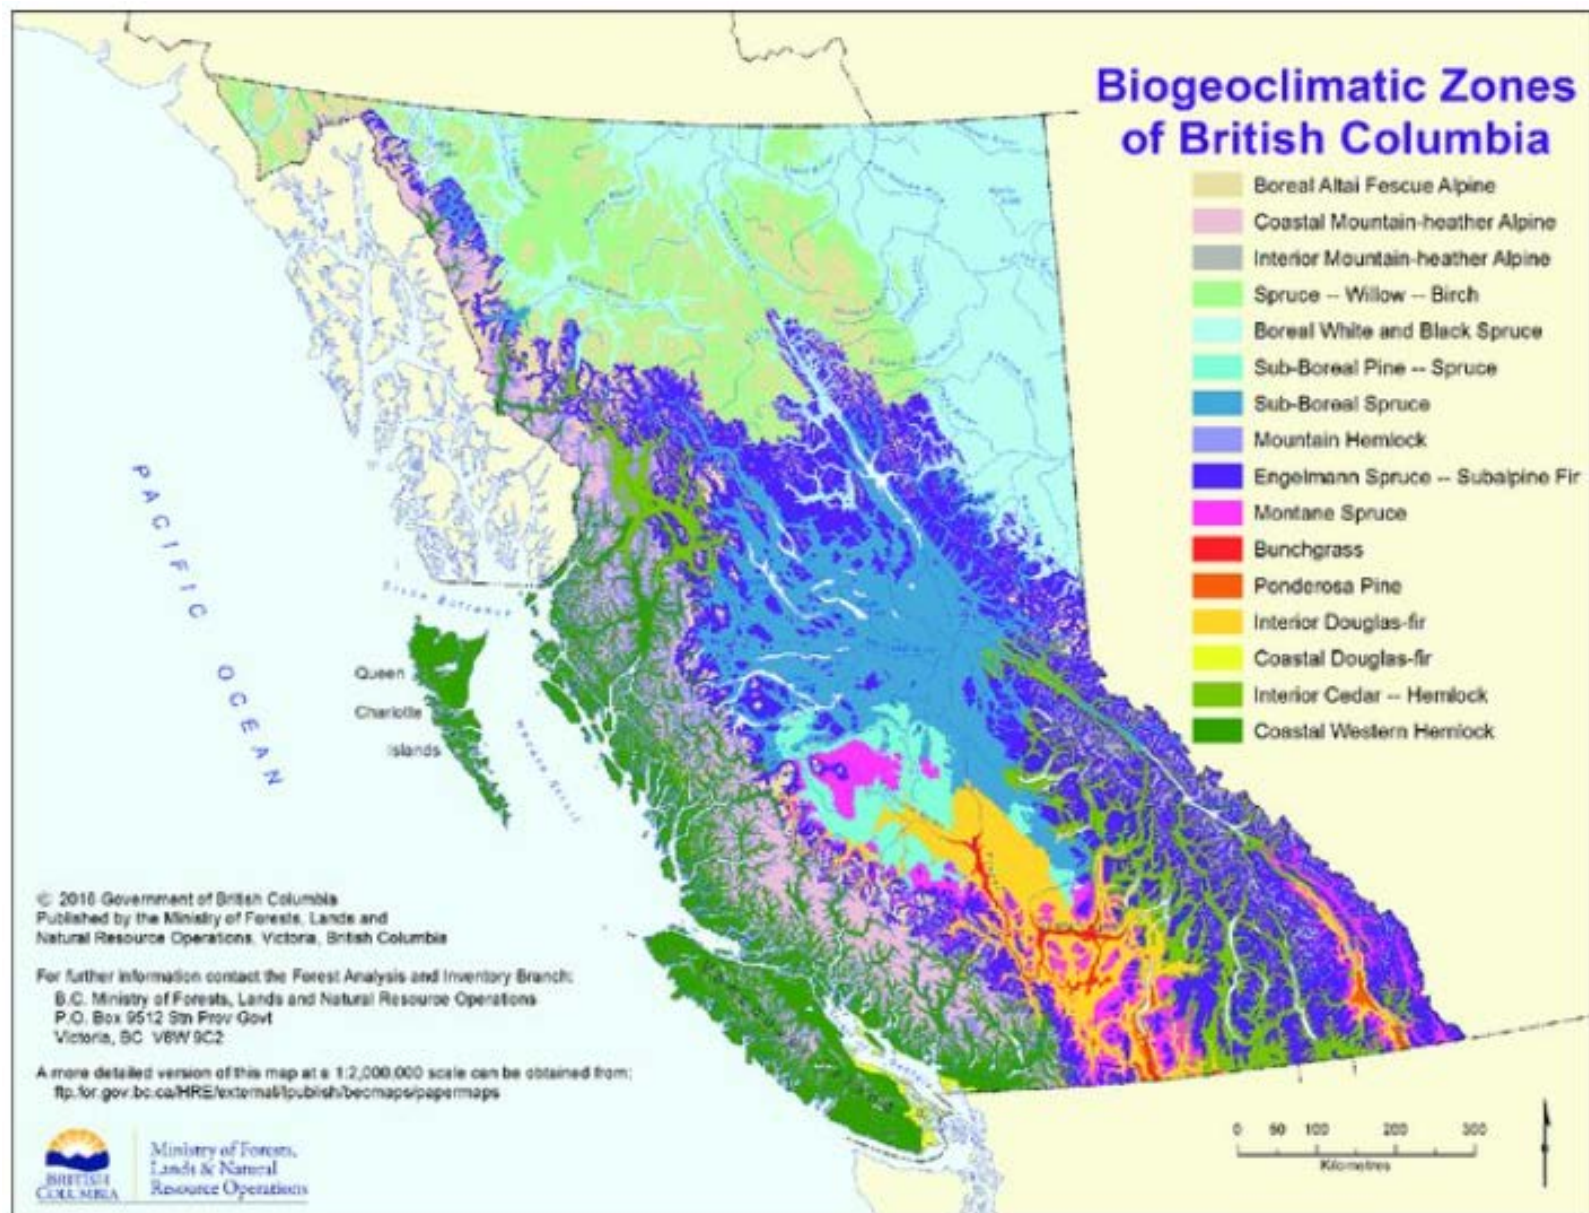 Biogeoclimatic Zones
of British Columbia
Boreal Altai Fescue Alpine
Coastal Mountain-heather Alpine
Interior Mountain-heather Alpine
Spruce -- Willow -- Birch
Boreal White and Black Spruce
Sub-Boreal Pine -- Spruce
Sub-Boreal Spruce
Mountain Hemlock
Engelmann Spruce -- Subalpine Fir
Montane Spruce
Bunchgrass
Ponderosa Pine
Interior Douglas-fir
Coastal Douglas-fir
Interior Cedar -- Hemlock
Coastal Western Hemlock
PACIFIC OCEAN
Queen
Charlotte
Islands
© 2016 Government of British Columbia
Published by the Ministry of Forests, Lands and
Natural Resource Operations, Victoria, British Columbia
For further information contact the Forest Analysis and Inventory Branch:
B.C. Ministry of Forests, Lands and Natural Resource Operations
P.O. Box 9512 Stn Prov Govt
Victoria, BC V8W 9C2
A more detailed version of this map at a 1:2,000,000 scale can be obtained from:
ftp.for.gov.bc.ca/HRE/external/!publish/becmaps/papermaps
BRITISH
COLUMBIA
Ministry of Forests,
Lands & Natural
Resource Operations
0 50 100 200 300
Kilometres